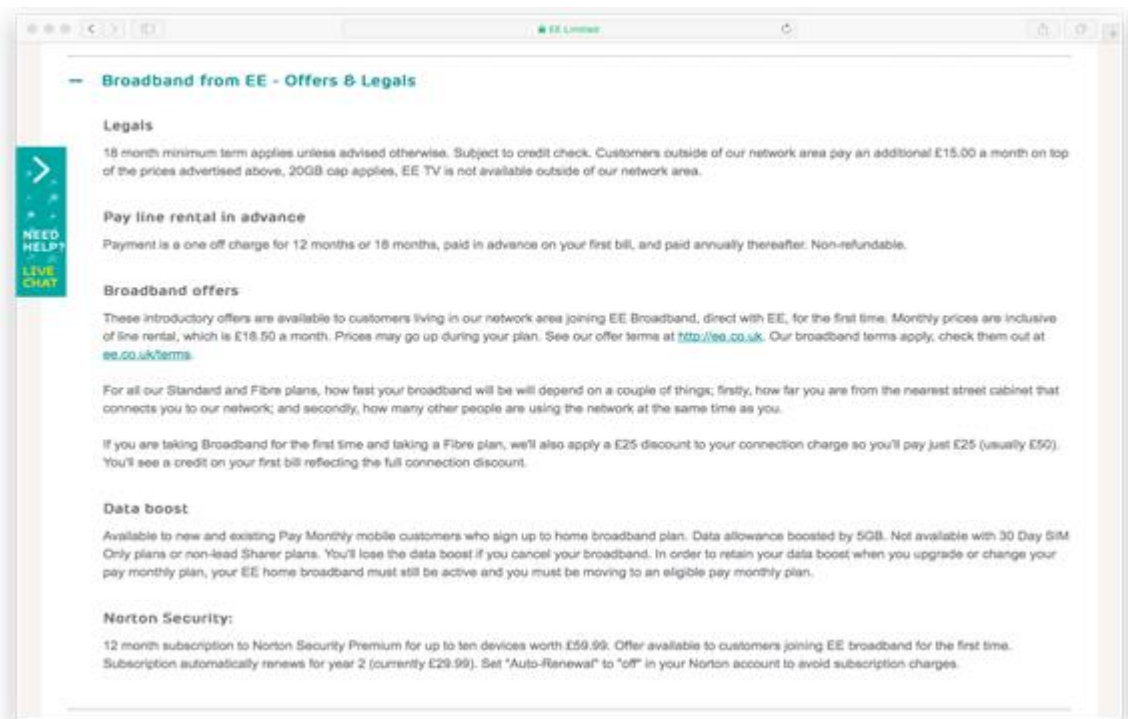 EE Limited
— Broadband from EE - Offers & Legals
Legals
18 month minimum term applies unless advised otherwise. Subject to credit check. Customers outside of our network area pay an additional £15.00 a month on top
of the prices advertised above, 20GB cap applies, EE TV is not available outside of our network area.
NEED
HELP?
LIVE
CHAT
Pay line rental in advance
Payment is a one off charge for 12 months or 18 months, paid in advance on your first bill, and paid annually thereafter. Non-refundable.
Broadband offers
These introductory offers are available to customers living in our network area joining EE Broadband, direct with EE, for the first time. Monthly prices are inclusive
of line rental, which is £18.50 a month. Prices may go up during your plan. See our offer terms at http://ee.co.uk. Our broadband terms apply, check them out at
ee.co.uk/terms.
For all our Standard and Fibre plans, how fast your broadband will be will depend on a couple of things; firstly, how far you are from the nearest street cabinet that
connects you to our network; and secondly, how many other people are using the network at the same time as you.
If you are taking Broadband for the first time and taking a Fibre plan, we'll also apply a £25 discount to your connection charge so you'll pay just £25 (usually £50).
You'll see a credit on your first bill reflecting the full connection discount.
Data boost
Available to new and existing Pay Monthly mobile customers who sign up to home broadband plan. Data allowance boosted by 5GB. Not available with 30 Day SIM
Only plans or non-lead Sharer plans. You'll lose the data boost if you cancel your broadband. In order to retain your data boost when you upgrade or change your
pay monthly plan, your EE home broadband must still be active and you must be moving to an eligible pay monthly plan.
Norton Security:
12 month subscription to Norton Security Premium for up to ten devices worth £59.99. Offer available to customers joining EE broadband for the first time.
Subscription automatically renews for year 2 (currently £29.99). Set "Auto-Renewal" to "off" in your Norton account to avoid subscription charges.